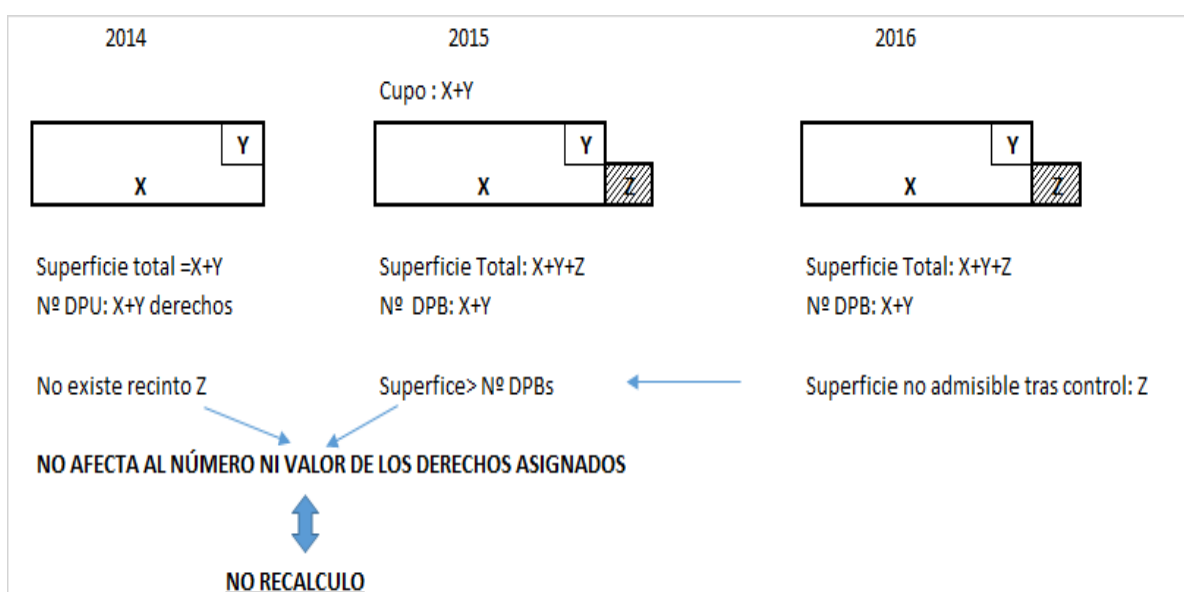 2014 2015 2016
Cupo : X+Y
Y Y Y
X X Z X Z
Superficie total =X+Y Superficie Total: X+Y+Z Superficie Total: X+Y+Z
Nº DPU: X+Y derechos Nº DPB: X+Y Nº DPB: X+Y
No existe recinto Z Superfice> Nº DPBs Superficie no admisible tras control: Z
NO AFECTA AL NÚMERO NI VALOR DE LOS DERECHOS ASIGNADOS
NO RECALCULO